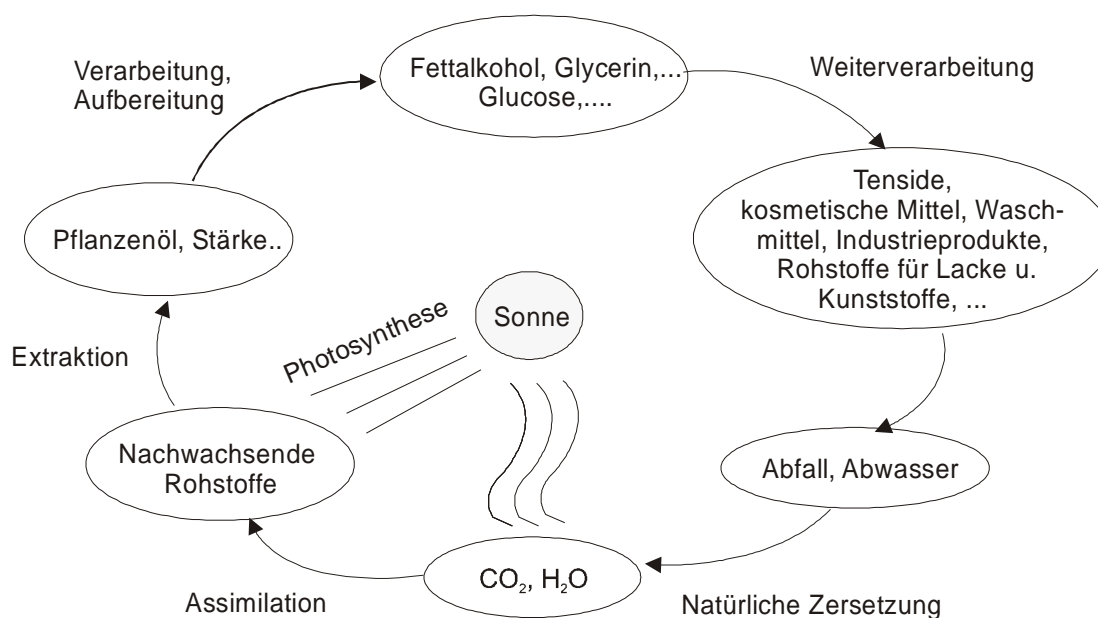 Verarbeitung,
Aufbereitung
Fettalkohol, Glycerin,...
Glucose,....
Weiterverarbeitung
Tenside,
kosmetische Mittel, Wasch-
mittel, Industrieprodukte,
Rohstoffe für Lacke u.
Kunststoffe, ...
Pflanzenöl, Stärke..
Sonne
Photosynthese
Extraktion
Nachwachsende
Rohstoffe
Abfall, Abwasser
CO₂, H₂O
Assimilation
Natürliche Zersetzung